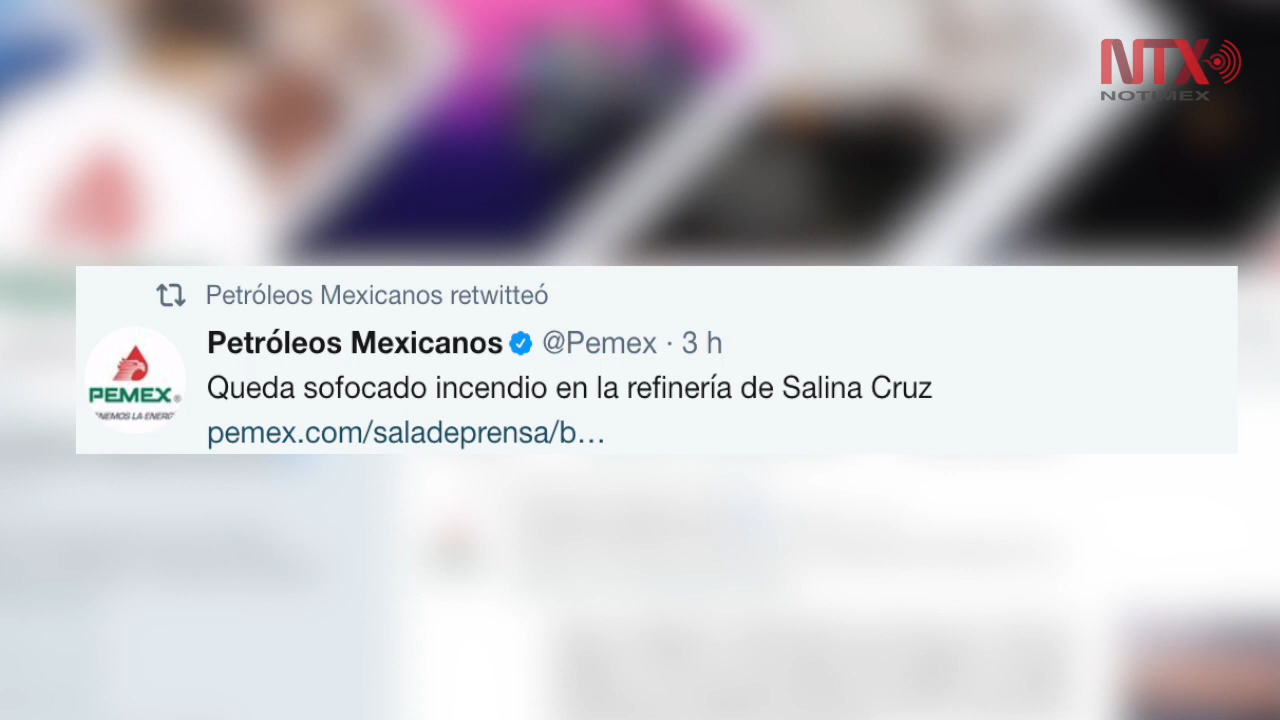 NTX
NOTIMEX
Petróleos Mexicanos retwitteó
Petróleos Mexicanos @Pemex · 3 h
Queda sofocado incendio en la refinería de Salina Cruz
pemex.com/saladeprensa/b…
PEMEX®